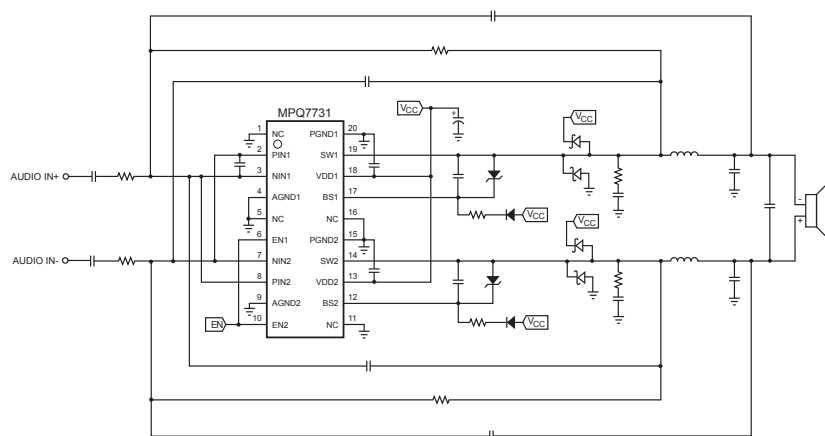 MPQ7731
VCC
VCC
1 NC PGND1 20
2 PIN1 SW1 19
AUDIO IN+ 3 NIN1 VDD1 18
4 AGND1 BS1 17
5 NC NC 16
VCC
6 EN1 PGND2 15
VCC
AUDIO IN- 7 NIN2 SW2 14
8 PIN2 VDD2 13
9 AGND2 BS2 12
EN 10 EN2 NC 11
VCC
-
+
+